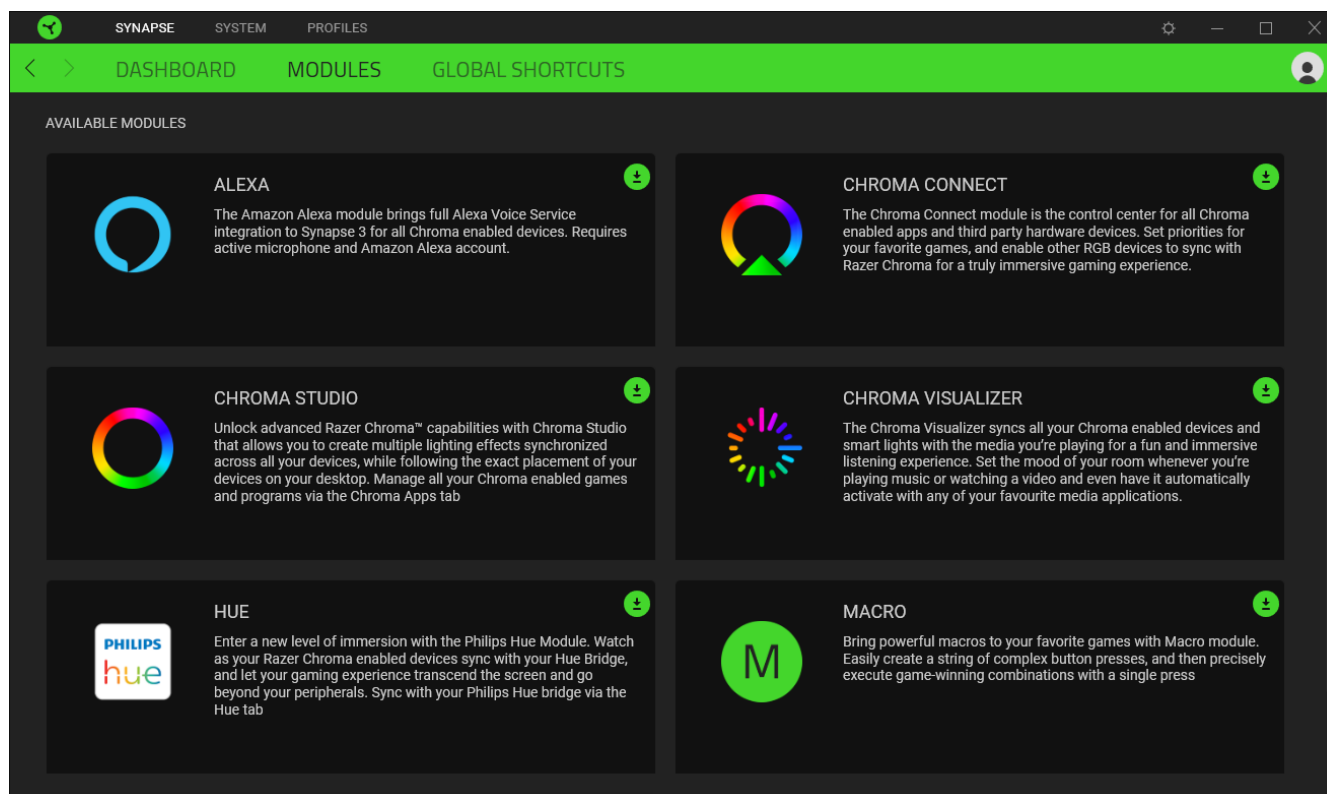 SYNAPSE SYSTEM PROFILES
DASHBOARD MODULES GLOBAL SHORTCUTS
AVAILABLE MODULES
ALEXA
The Amazon Alexa module brings full Alexa Voice Service
integration to Synapse 3 for all Chroma enabled devices. Requires
active microphone and Amazon Alexa account.
CHROMA CONNECT
The Chroma Connect module is the control center for all Chroma
enabled apps and third party hardware devices. Set priorities for
your favorite games, and enable other RGB devices to sync with
Razer Chroma for a truly immersive gaming experience.
CHROMA STUDIO
Unlock advanced Razer Chroma™ capabilities with Chroma Studio
that allows you to create multiple lighting effects synchronized
across all your devices, while following the exact placement of your
devices on your desktop. Manage all your Chroma enabled games
and programs via the Chroma Apps tab
CHROMA VISUALIZER
The Chroma Visualizer syncs all your Chroma enabled devices and
smart lights with the media you're playing for a fun and immersive
listening experience. Set the mood of your room whenever you're
playing music or watching a video and even have it automatically
activate with any of your favourite media applications.
PHILIPS
hue
HUE
Enter a new level of immersion with the Philips Hue Module. Watch
as your Razer Chroma enabled devices sync with your Hue Bridge,
and let your gaming experience transcend the screen and go
beyond your peripherals. Sync with your Philips Hue bridge via the
Hue tab
M
MACRO
Bring powerful macros to your favorite games with Macro module.
Easily create a string of complex button presses, and then precisely
execute game-winning combinations with a single press